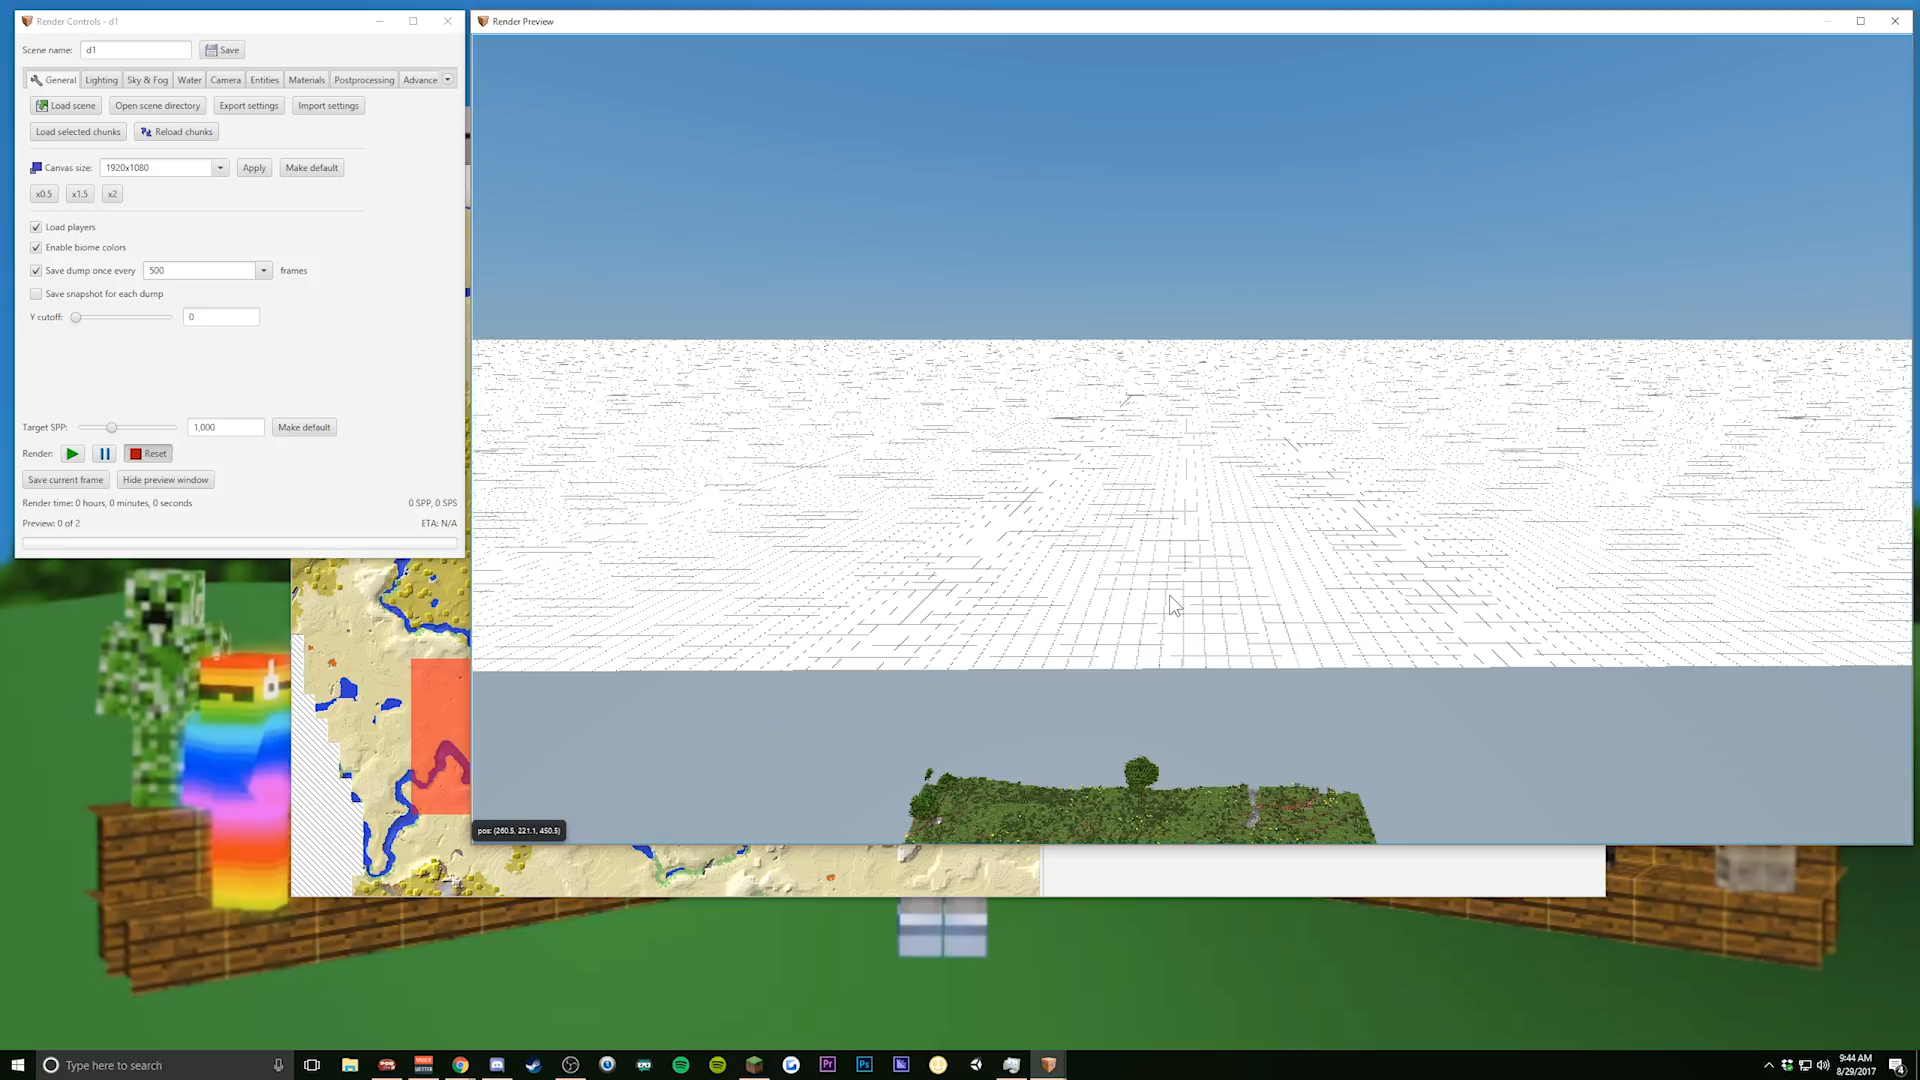 Render Controls - d1
Scene name: d1 Save
General Lighting Sky & Fog Water Camera Entities Materials Postprocessing Advance
Load scene Open scene directory Export settings Import settings
Load selected chunks Reload chunks
Canvas size: 1920x1080 Apply Make default
x0.5 x1.5 x2
Load players
Enable biome colors
Save dump once every 500 frames
Save snapshot for each dump
Y cutoff: 0
Target SPP: 1,000 Make default
Render: Reset
Save current frame Hide preview window
Render time: 0 hours, 0 minutes, 0 seconds 0 SPP, 0 SPS
Preview: 0 of 2 ETA: N/A
Render Preview
pos: (260.5, 221.1, 450.5)
Type here to search
Pr
Ps
9:44 AM
8/29/2017
4